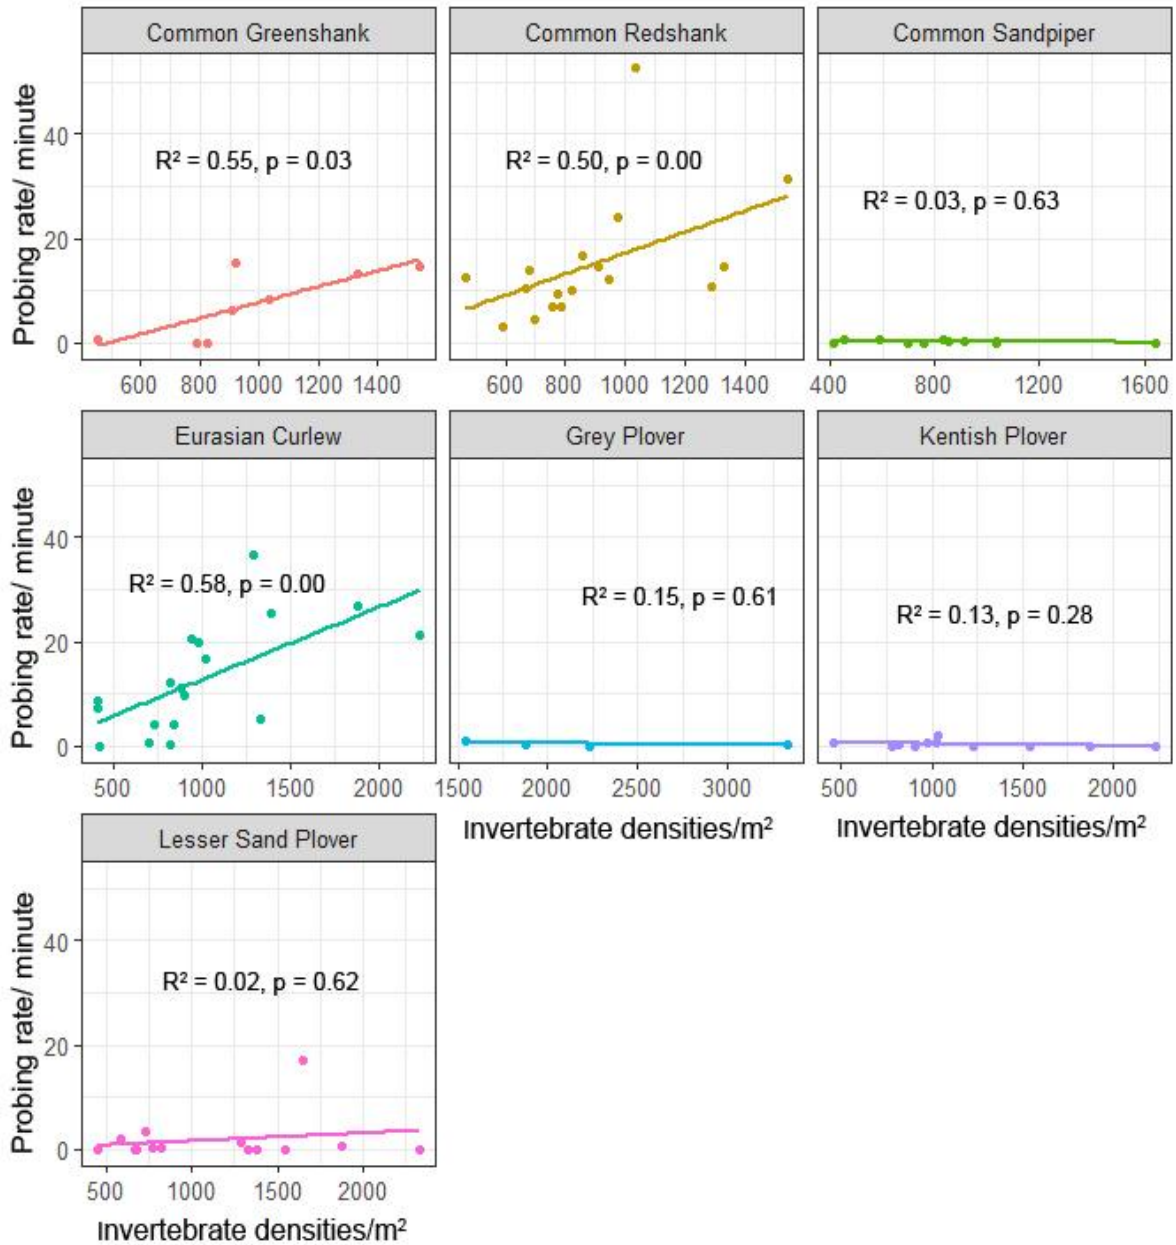 Common Greenshank
Common Redshank
Common Sandpiper
Probing rate/ minute
40
20
0
R² = 0.55, p = 0.03
R² = 0.50, p = 0.00
R² = 0.03, p = 0.63
600 800 1000 1200 1400
600 800 1000 1200 1400
400 800 1200 1600
Eurasian Curlew
Grey Plover
Kentish Plover
Probing rate/ minute
40
20
0
R² = 0.58, p = 0.00
R² = 0.15, p = 0.61
R² = 0.13, p = 0.28
500 1000 1500 2000
1500 2000 2500 3000
500 1000 1500 2000
Invertebrate densities/m²
Invertebrate densities/m²
Lesser Sand Plover
Probing rate/ minute
40
20
0
R² = 0.02, p = 0.62
500 1000 1500 2000
Invertebrate densities/m²